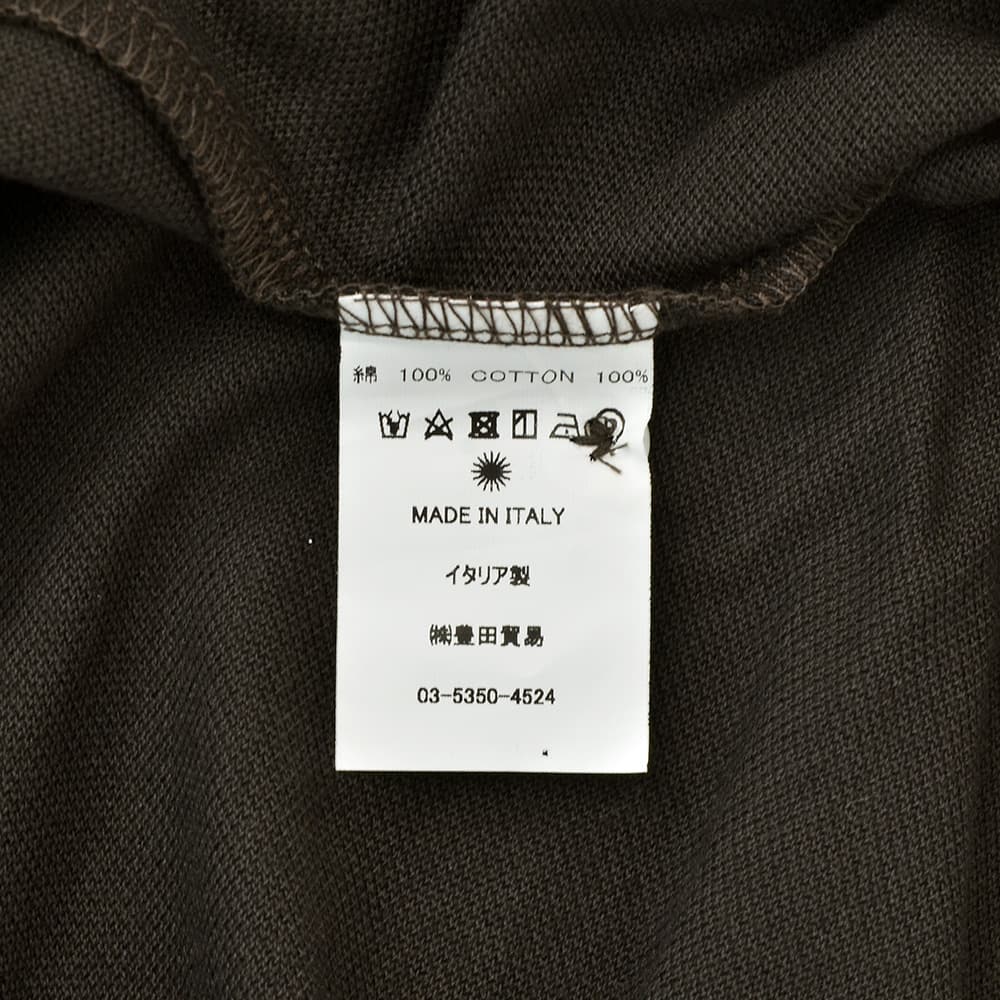 綿 100% COTTON 100%
MADE IN ITALY
イタリア製
㈱豊田貿易
03-5350-4524